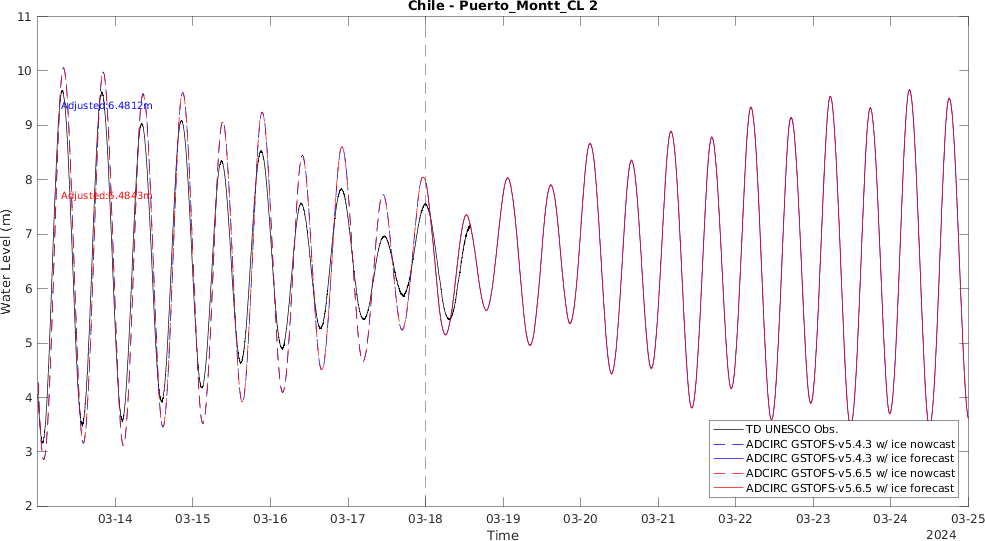 Chile - Puerto_Montt_CL 2
11
10
9
8
7
6
5
4
3
2
Water Level (m)
Adjusted:6.4812m
Adjusted:6.4843m
03-14
03-15
03-16
03-17
03-18
03-19
03-20
03-21
03-22
03-23
03-24
03-25
Time
2024
TD UNESCO Obs.
ADCIRC GSTOFS-v5.4.3 w/ ice nowcast
ADCIRC GSTOFS-v5.4.3 w/ ice forecast
ADCIRC GSTOFS-v5.6.5 w/ ice nowcast
ADCIRC GSTOFS-v5.6.5 w/ ice forecast